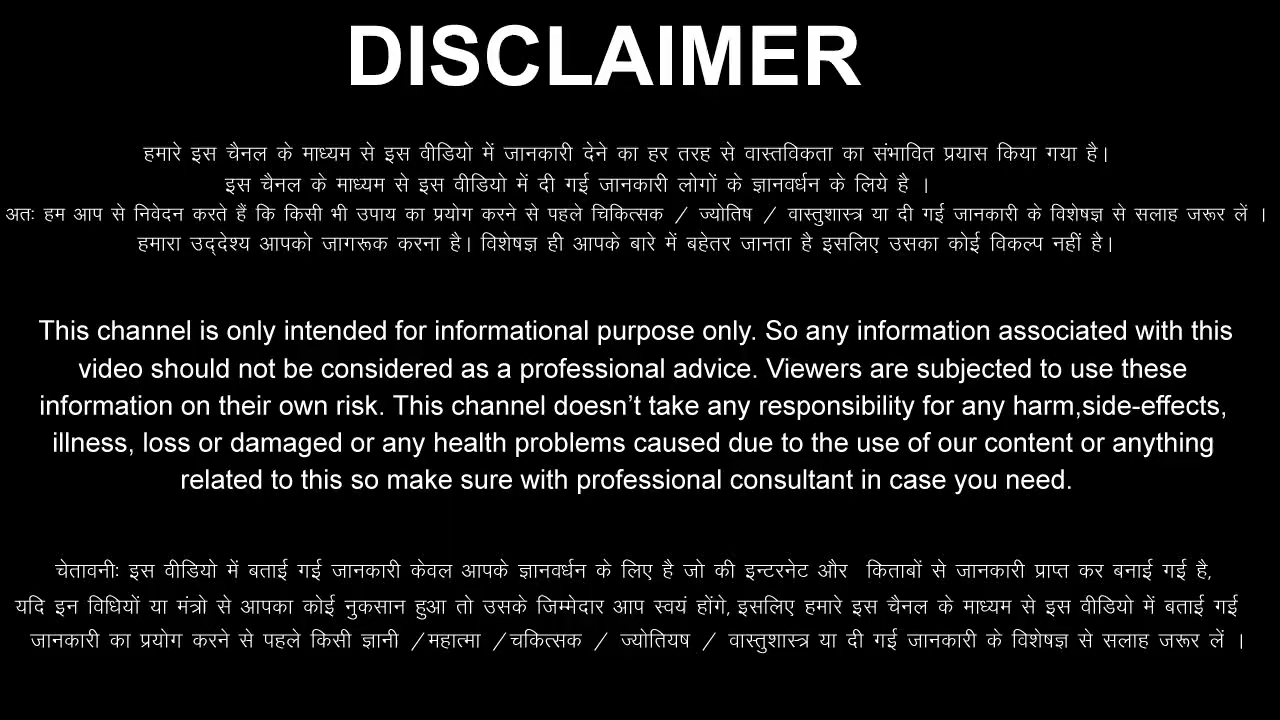 DISCLAIMER
हमारे इस चैनल के माध्यम से इस वीडियो में जानकारी देने का हर तरह से वास्तविकता का संभावित प्रयास किया गया है।
इस चैनल के माध्यम से इस वीडियो में दी गई जानकारी लोगों के ज्ञानवर्धन के लिये है ।
अतः हम आप से निवेदन करते हैं कि किसी भी उपाय का प्रयोग करने से पहले चिकित्सक / ज्योतिष / वास्तुशास्त्र या दी गई जानकारी के विशेषज्ञ से सलाह जरूर लें ।
हमारा उद्देश्य आपको जागरूक करना है। विशेषज्ञ ही आपके बारे में बहेतर जानता है इसलिए उसका कोई विकल्प नहीं है।
This channel is only intended for informational purpose only. So any information associated with this
video should not be considered as a professional advice. Viewers are subjected to use these
information on their own risk. This channel doesn’t take any responsibility for any harm,side-effects,
illness, loss or damaged or any health problems caused due to the use of our content or anything
related to this so make sure with professional consultant in case you need.
चेतावनीः इस वीडियो में बताई गई जानकारी केवल आपके ज्ञानवर्धन के लिए है जो की इन्टरनेट और किताबों से जानकारी प्राप्त कर बनाई गई है,
यदि इन विधियों या मंत्रो से आपका कोई नुकसान हुआ तो उसके जिम्मेदार आप स्वयं होंगे, इसलिए हमारे इस चैनल के माध्यम से इस वीडियो में बताई गई
जानकारी का प्रयोग करने से पहले किसी ज्ञानी /महात्मा /चकित्सक / ज्योतियष / वास्तुशास्त्र या दी गई जानकारी के विशेषज्ञ से सलाह जरूर लें ।